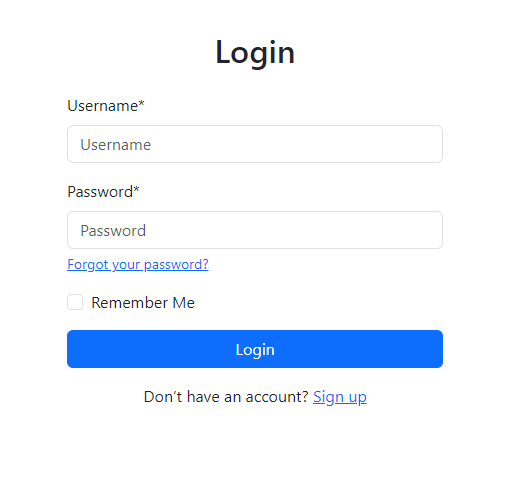 Login
Username*
Username
Password*
Password
Forgot your password?
Remember Me
Login
Don’t have an account? Sign up